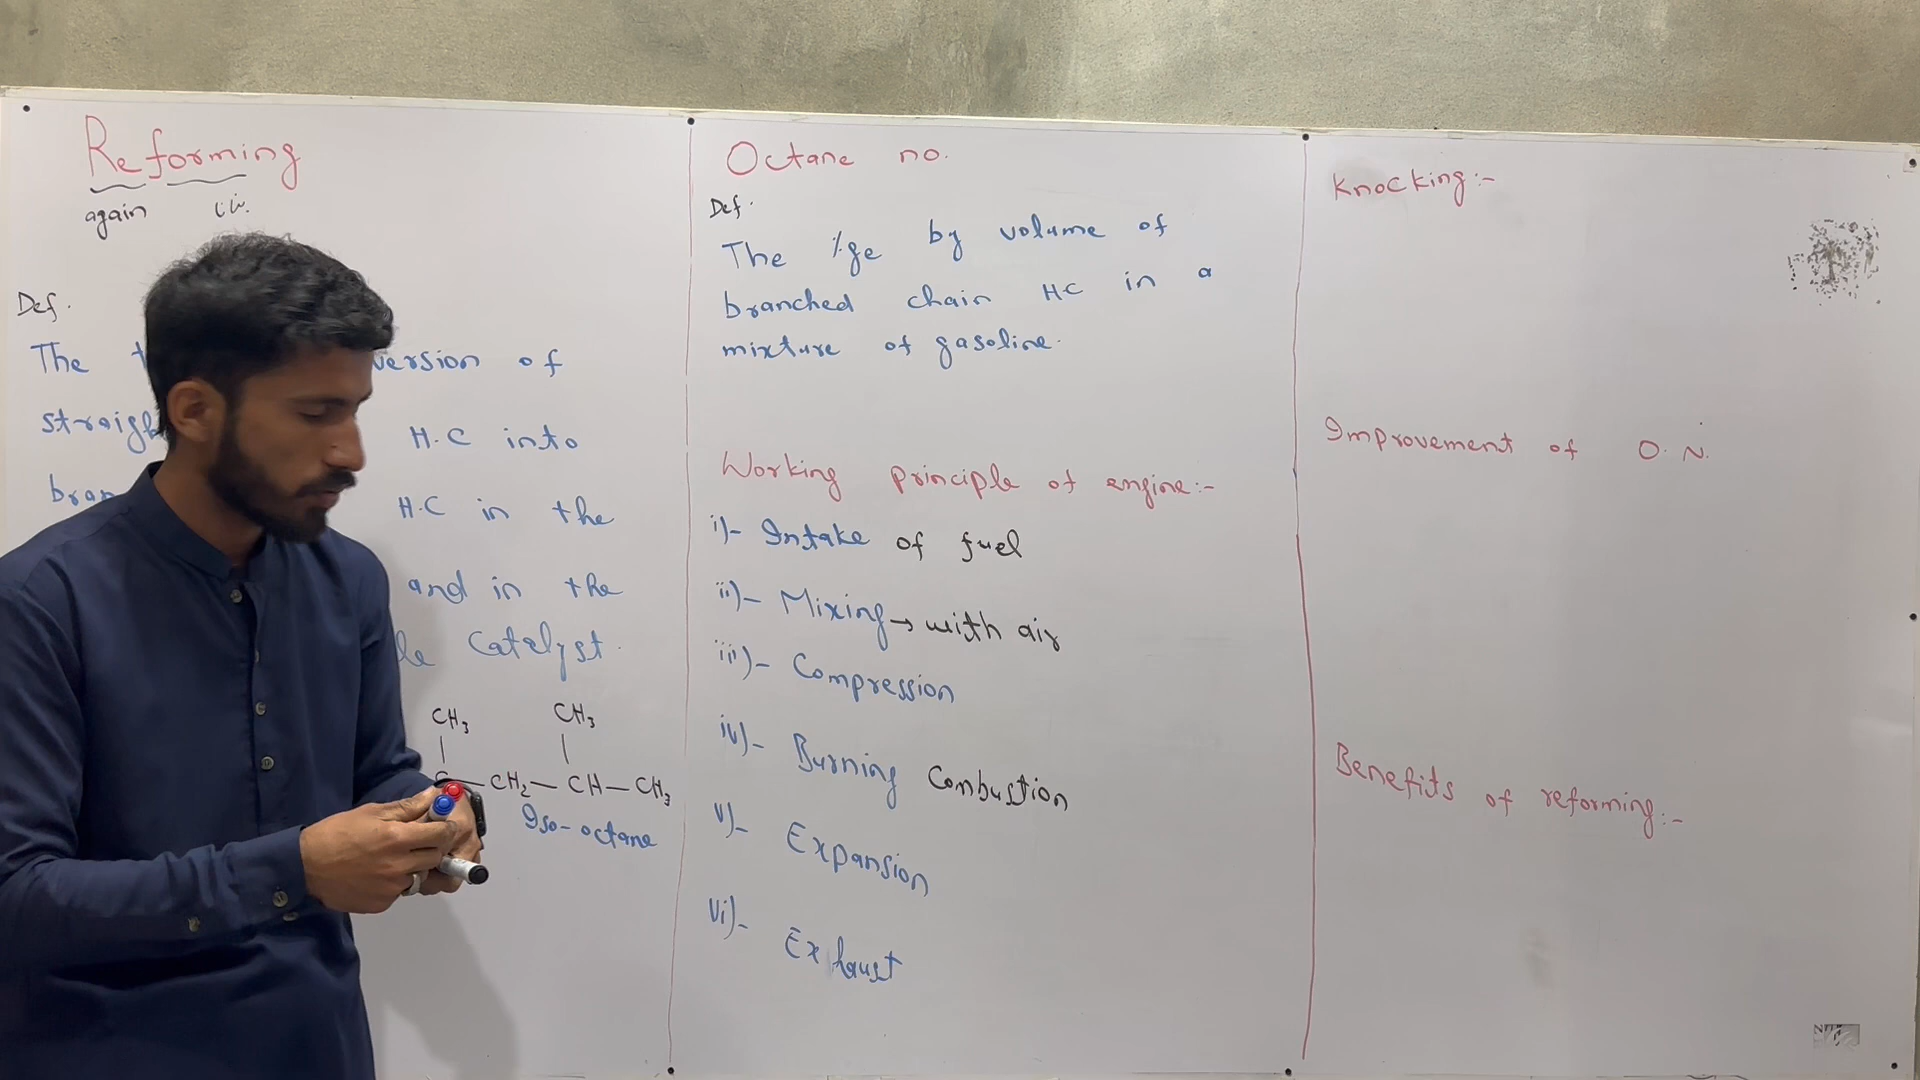 Reforming
again
Def.
The version of
straigh H.C into
bran H.C in the
and in the
le Catalyst.
CH3 CH3
C — CH2 — CH — CH3
Iso-octane
Octane no.
Def.
The %ge by volume of
branched chain H.C in a
mixture of gasoline.
Working principle of engine:-
i)- Intake of fuel
ii)- Mixing → with air
iii)- Compression
iv)- Burning Combustion
v)- Expansion
vi)- Exhaust
Knocking:-
Improvement of O.N.
Benefits of reforming:-